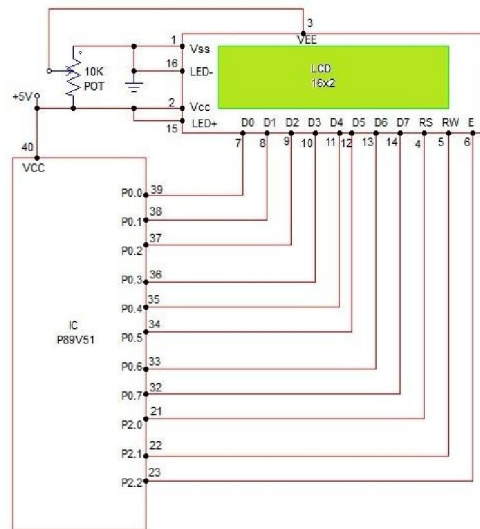 3
1
Vss
VEE
10K
POT
16
LED-
LCD
16x2
+5V
2
Vcc
15
LED+
D0 D1 D2 D3 D4 D5 D6 D7 RS RW E
7 8 9 10 11 12 13 14 4 5 6
40
VCC
P0.0 39
P0.1 38
P0.2 37
P0.3 36
P0.4 35
P0.5 34
P0.6 33
P0.7 32
P2.0 21
P2.1 22
P2.2 23
IC
P89V51